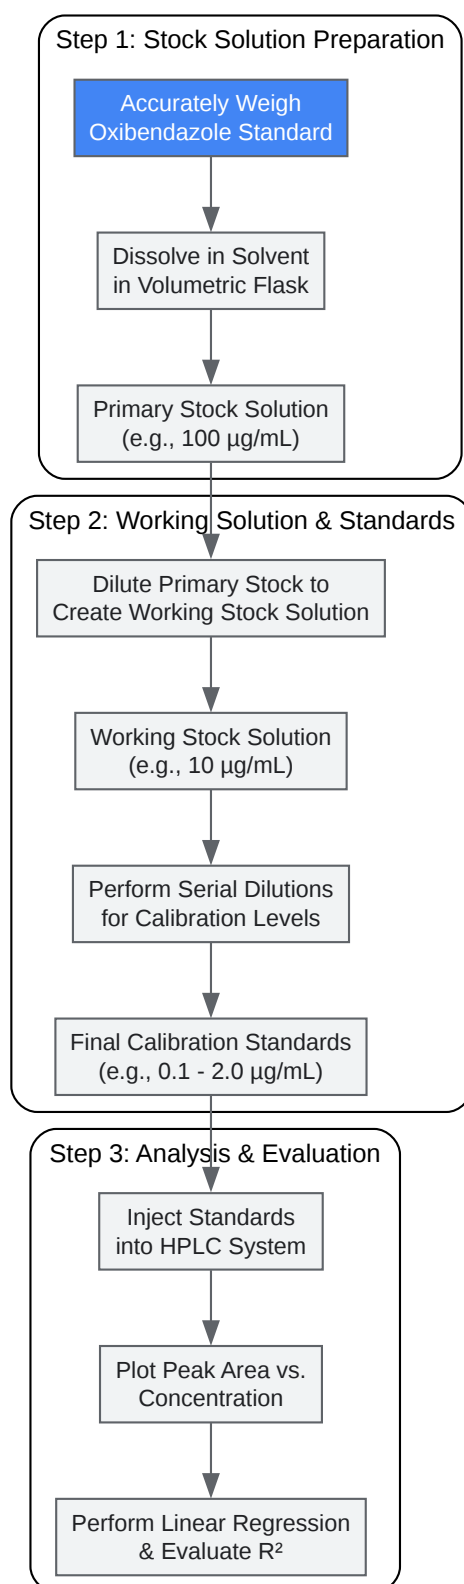 Step 1: Stock Solution Preparation
Accurately Weigh
Oxibendazole Standard
Dissolve in Solvent
in Volumetric Flask
Primary Stock Solution
(e.g., 100 µg/mL)
Step 2: Working Solution & Standards
Dilute Primary Stock to
Create Working Stock Solution
Working Stock Solution
(e.g., 10 µg/mL)
Perform Serial Dilutions
for Calibration Levels
Final Calibration Standards
(e.g., 0.1 - 2.0 µg/mL)
Step 3: Analysis & Evaluation
Inject Standards
into HPLC System
Plot Peak Area vs.
Concentration
Perform Linear Regression
& Evaluate R²